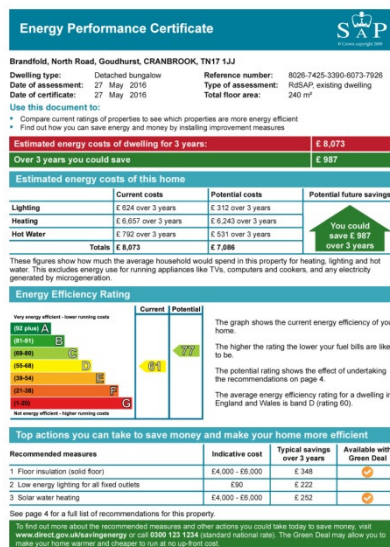 Energy Performance Certificate
SAP
© Crown copyright 2009
Brandfold, North Road, Goudhurst, CRANBROOK, TN17 1JJ
Dwelling type: Detached bungalow Reference number: 8026-7425-3390-6073-7926
Date of assessment: 27 May 2016 Type of assessment: RdSAP, existing dwelling
Date of certificate: 27 May 2016 Total floor area: 240 m²
Use this document to:
• Compare current ratings of properties to see which properties are more energy efficient
• Find out how you can save energy and money by installing improvement measures
Estimated energy costs of dwelling for 3 years: £ 8,073
Over 3 years you could save £ 987
Estimated energy costs of this home
Current costs Potential costs Potential future savings
Lighting £ 624 over 3 years £ 312 over 3 years
Heating £ 6,657 over 3 years £ 6,243 over 3 years
Hot Water £ 792 over 3 years £ 531 over 3 years
Totals £ 8,073 £ 7,086
You could
save £ 987
over 3 years
These figures show how much the average household would spend in this property for heating, lighting and hot
water. This excludes energy use for running appliances like TVs, computers and cookers, and any electricity
generated by microgeneration.
Energy Efficiency Rating
Current Potential
Very energy efficient - lower running costs
(92 plus) A
(81-91) B
(69-80) C
(55-68) D
(39-54) E
(21-38) F
(1-20) G
Not energy efficient - higher running costs
61
77
The graph shows the current energy efficiency of you
home.
The higher the rating the lower your fuel bills are like
to be.
The potential rating shows the effect of undertaking
the recommendations on page 4.
The average energy efficiency rating for a dwelling in
England and Wales is band D (rating 60).
Top actions you can take to save money and make your home more efficient
Recommended measures Indicative cost Typical savings over 3 years Available with Green Deal
1 Floor insulation (solid floor) £4,000 - £6,000 £ 348
2 Low energy lighting for all fixed outlets £90 £ 222
3 Solar water heating £4,000 - £6,000 £ 252
See page 4 for a full list of recommendations for this property.
To find out more about the recommended measures and other actions you could take today to save money, visit
www.direct.gov.uk/savingenergy or call 0300 123 1234 (standard national rate). The Green Deal may allow you to
make your home warmer and cheaper to run at no up-front cost.